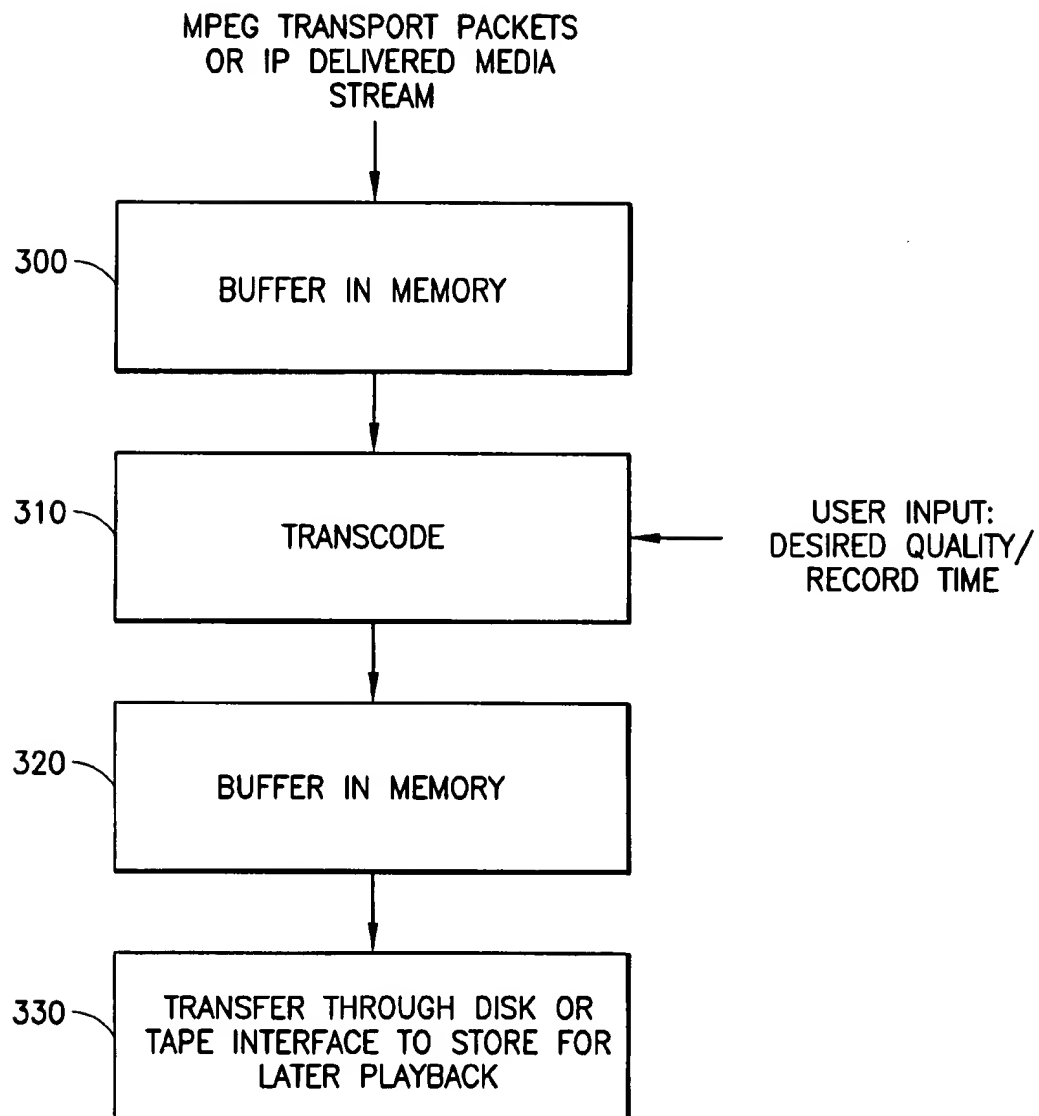 MPEG TRANSPORT PACKETS
OR IP DELIVERED MEDIA
STREAM
300
BUFFER IN MEMORY
310
TRANSCODE
USER INPUT:
DESIRED QUALITY/
RECORD TIME
320
BUFFER IN MEMORY
330
TRANSFER THROUGH DISK OR
TAPE INTERFACE TO STORE FOR
LATER PLAYBACK